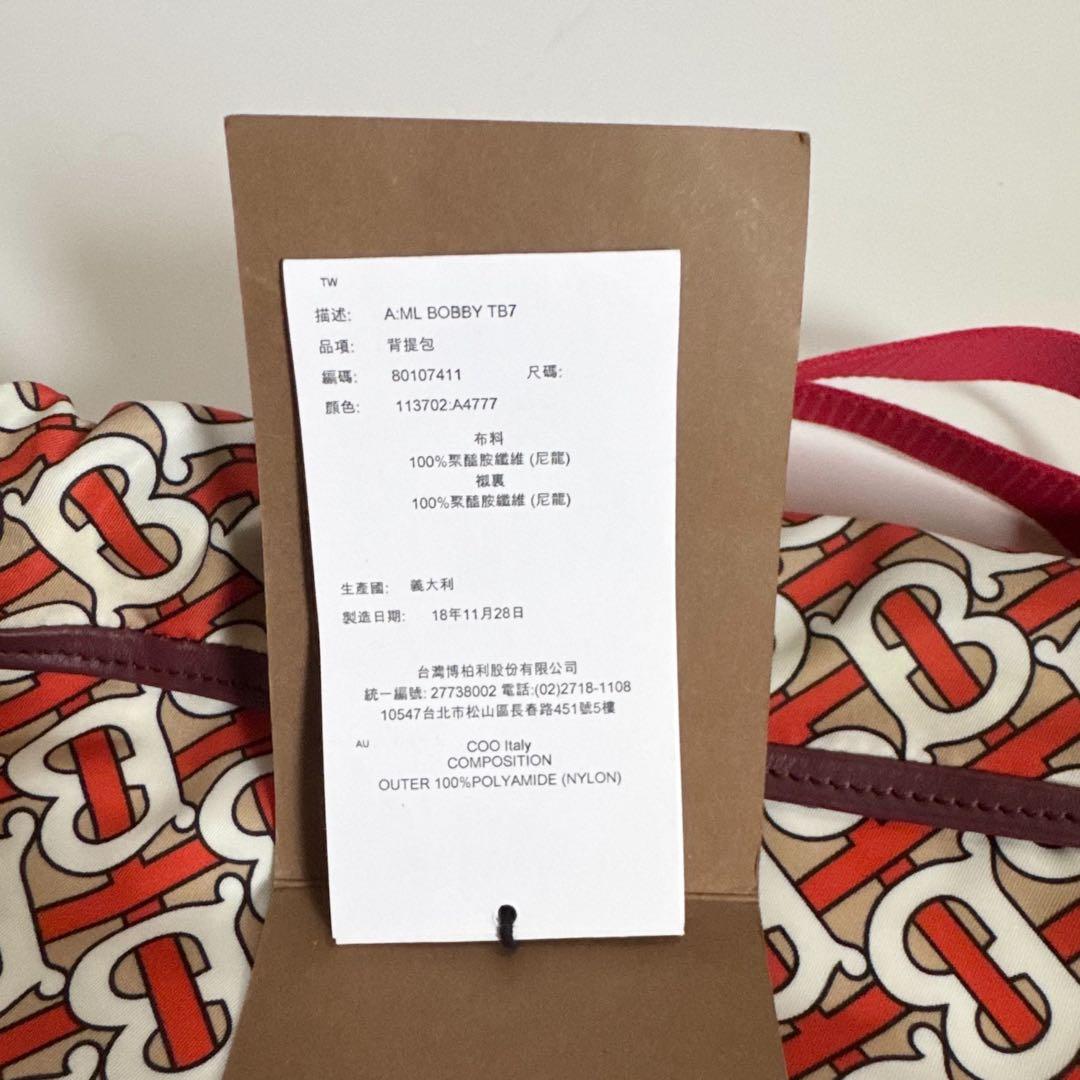 TW
描述: A:ML BOBBY TB7
品項: 背提包
編碼: 80107411 尺碼:
顏色: 113702:A4777
布料
100%聚醯胺纖維 (尼龍)
襯裏
100%聚醯胺纖維 (尼龍)
生產國: 義大利
製造日期: 18年11月28日
台灣博柏利股份有限公司
統一編號: 27738002 電話:(02)2718-1108
10547台北市松山區長春路451號5樓
AU
COO Italy
COMPOSITION
OUTER 100%POLYAMIDE (NYLON)